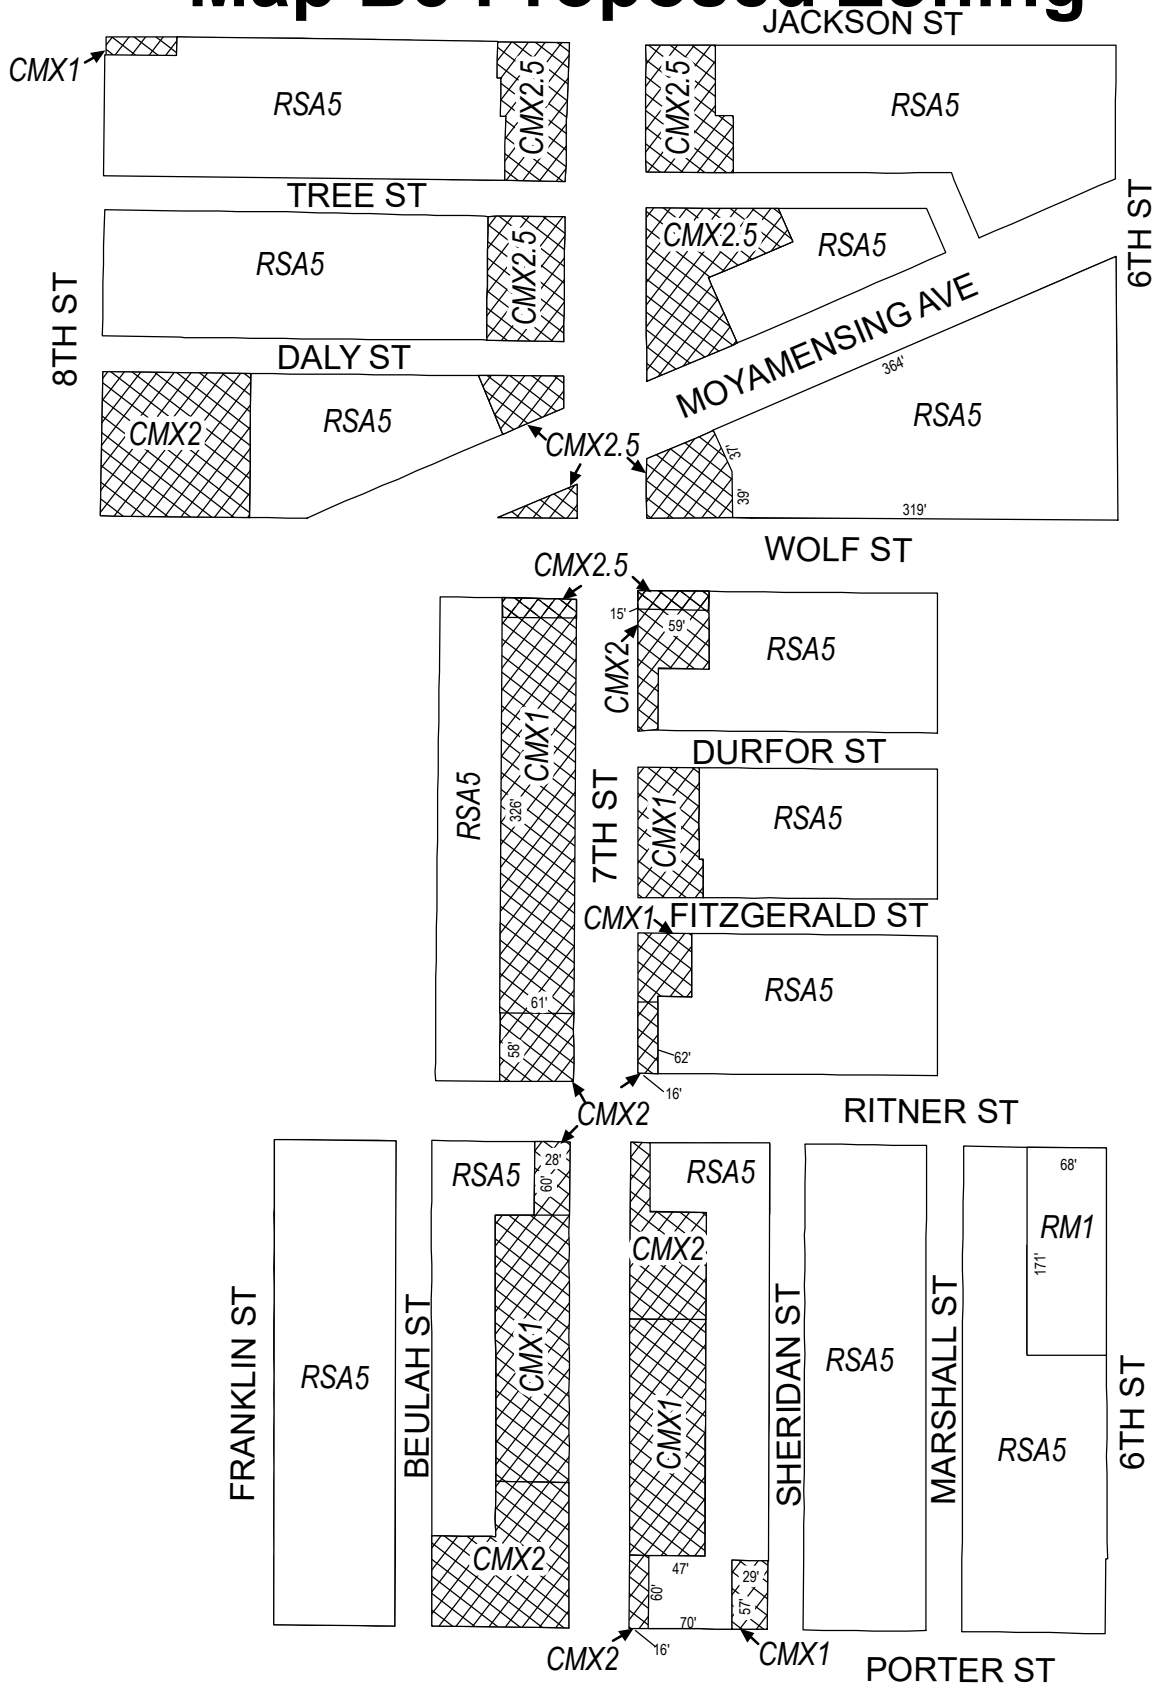 Map B6 Proposed Zoning
JACKSON ST
CMX1
RSA5
CMX2.5
CMX2.5
RSA5
TREE ST
6TH ST
RSA5
CMX2.5
CMX2.5
RSA5
8TH ST
DALY ST
MOYAMENSING AVE
364'
CMX2
RSA5
CMX2.5
37'
39'
RSA5
319'
WOLF ST
CMX2.5
15'
59'
CMX2
RSA5
DURFOR ST
RSA5
CMX1
326'
7TH ST
CMX1
RSA5
CMX1
FITZGERALD ST
RSA5
61'
58'
62'
16'
CMX2
RITNER ST
RSA5
28'
60'
RSA5
68'
CMX2
RM1
171'
FRANKLIN ST
RSA5
BEULAH ST
CMX1
CMX1
SHERIDAN ST
RSA5
MARSHALL ST
RSA5
6TH ST
CMX2
47'
60'
29'
57'
70'
CMX2
16'
CMX1
PORTER ST